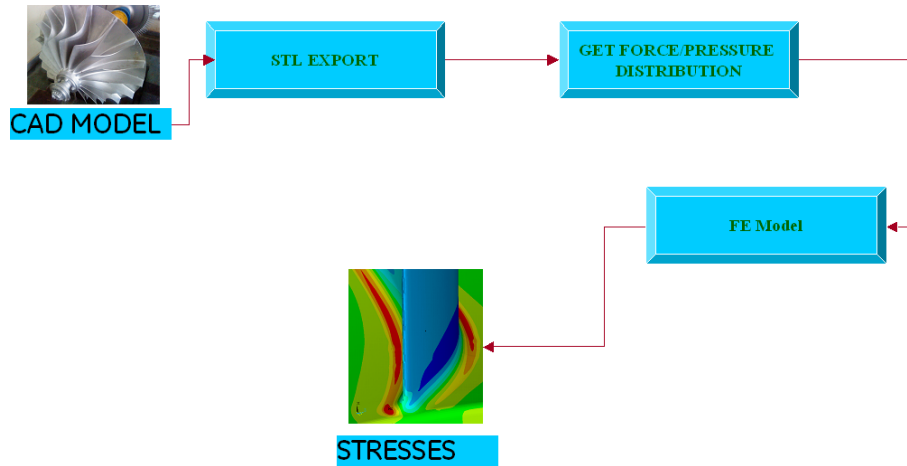 CAD MODEL
STL EXPORT
GET FORCE/PRESSURE
DISTRIBUTION
FE Model
STRESSES